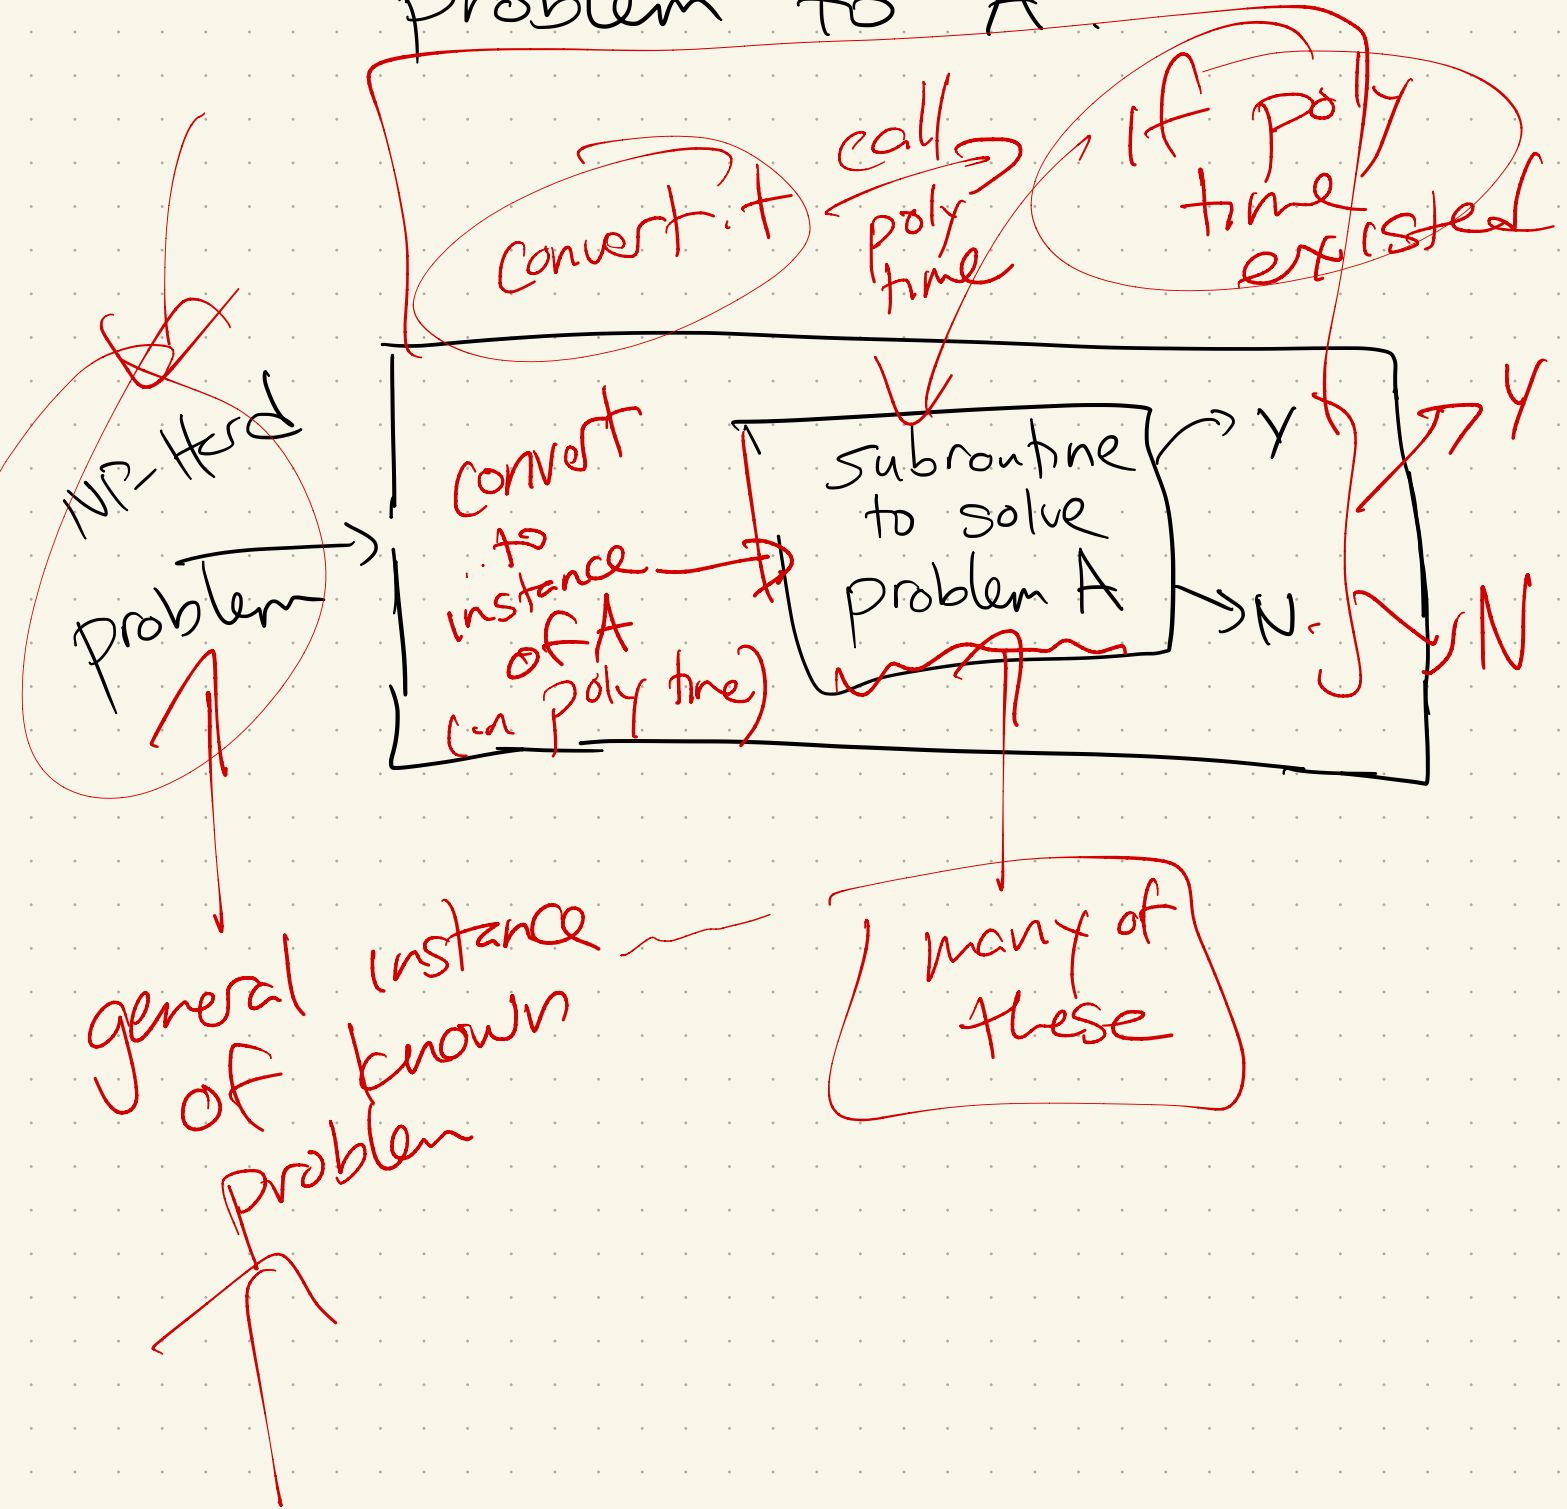 problem to A.
convert it
call
poly
time
if poly
time
existed
NP-Hard
problem
convert
to
instance
of A
(in poly time)
subroutine
to solve
problem A
Y
N
Y
N
general instance
of known
problem
many of
these